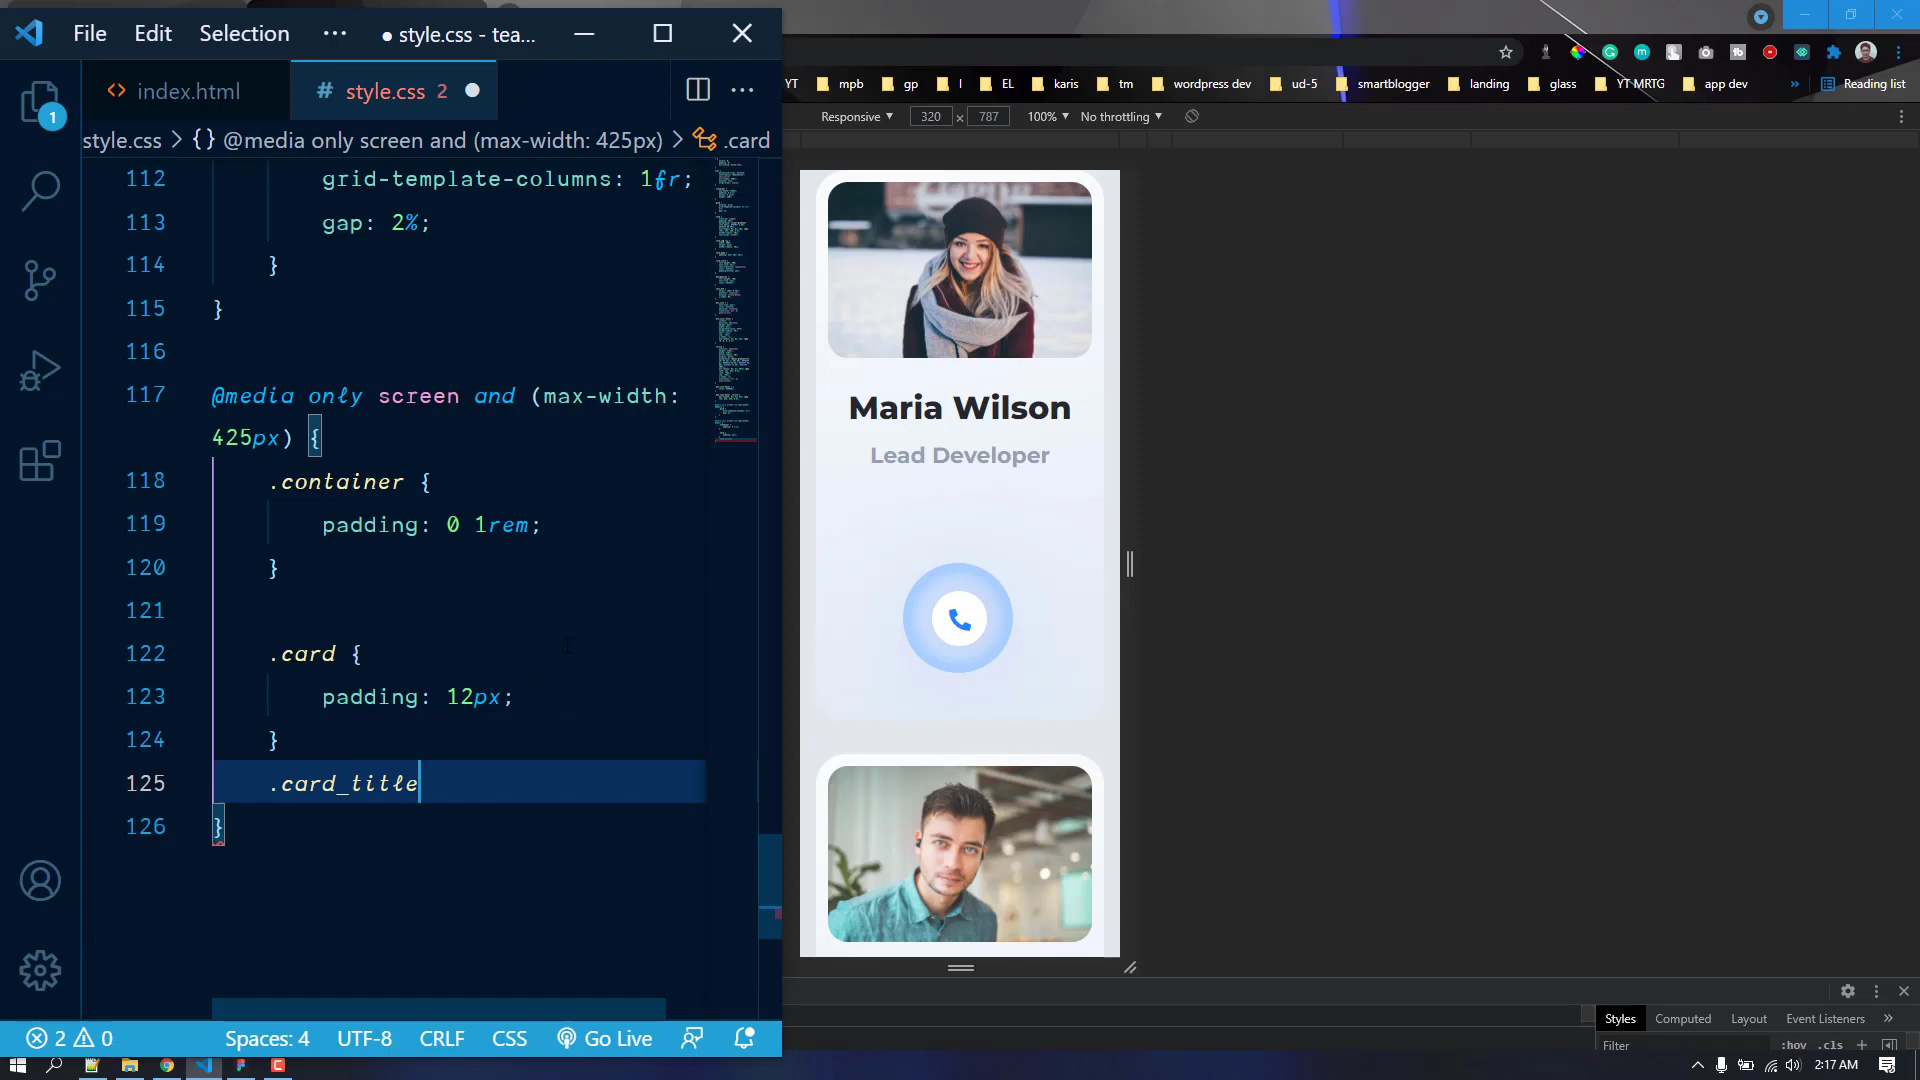 File Edit Selection ··· ● style.css - tea...
index.html
# style.css 2
style.css > {} @media only screen and (max-width: 425px) > .card
112 grid-template-columns: 1fr;
113 gap: 2%;
114 }
115 }
116
117 @media only screen and (max-width:
425px) {
118 .container {
119 padding: 0 1rem;
120 }
121
122 .card {
123 padding: 12px;
124 }
125 .card_title
126 }
1
2 0 Spaces: 4 UTF-8 CRLF CSS Go Live
YT mpb gp l EL karis tm wordpress dev ud-5 smartblogger landing glass YT MRTG app dev » Reading list
Responsive 320 × 787 100% No throttling
Maria Wilson
Lead Developer
Styles Computed Layout Event Listeners »
Filter :hov .cls +
2:17 AM